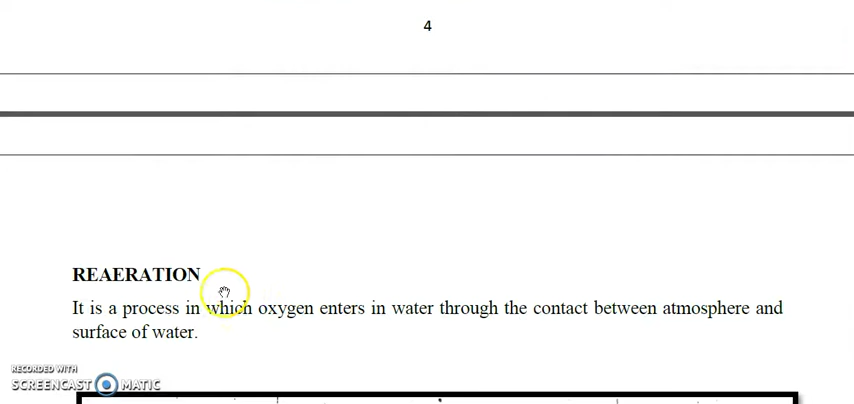 4
REAERATION
It is a process in which oxygen enters in water through the contact between atmosphere and
surface of water.
RECORDED WITH
SCREENCAST MATIC